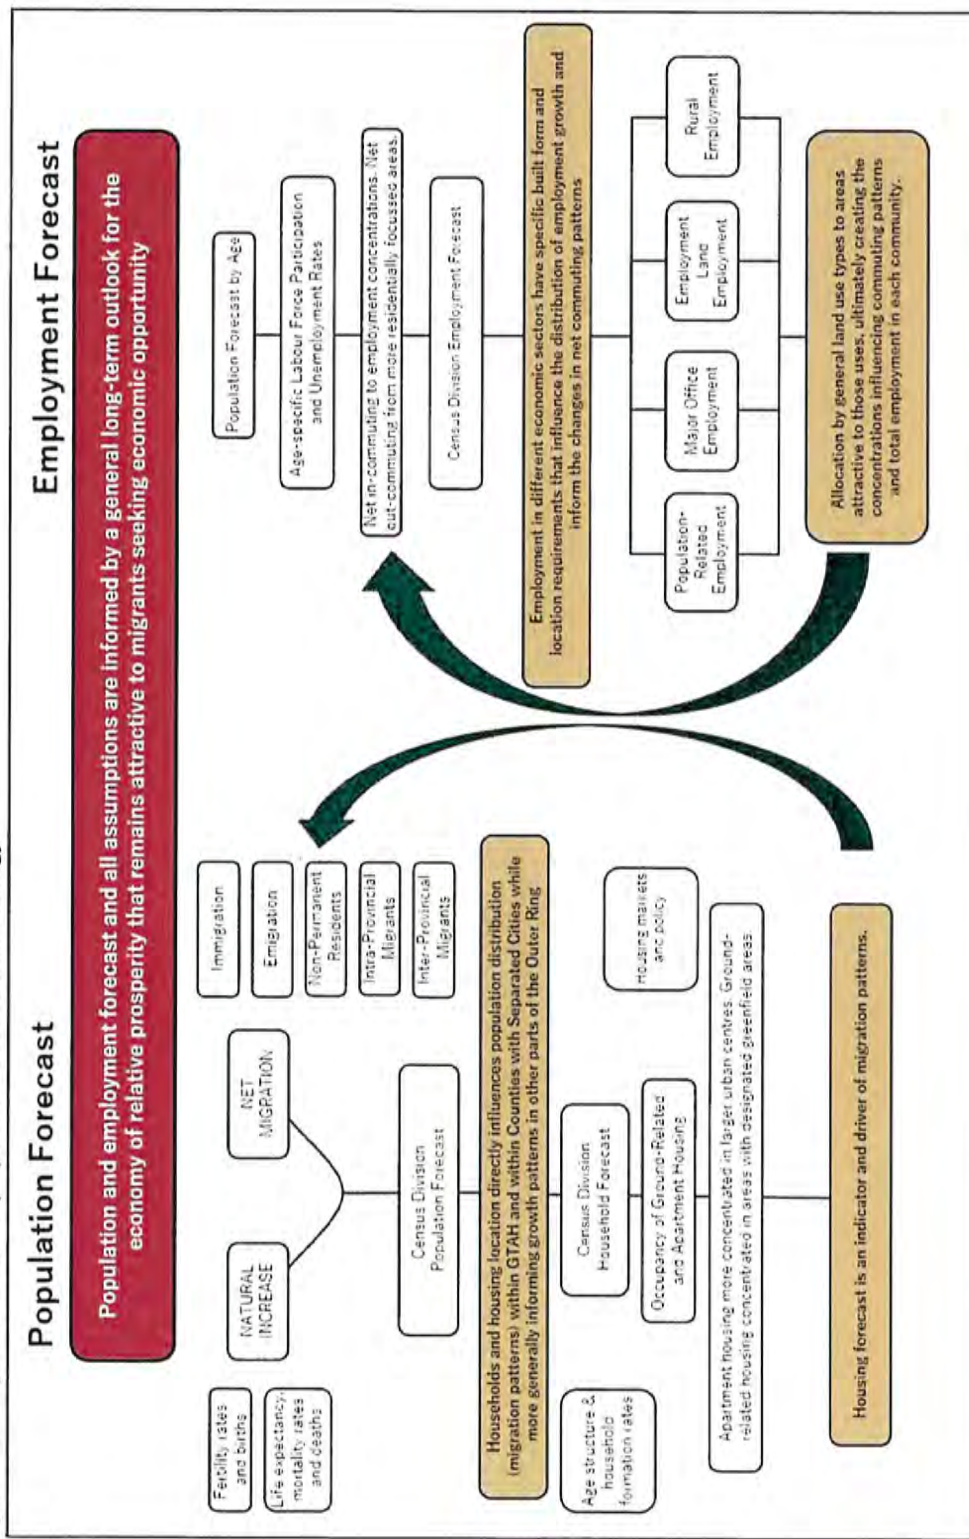 Population Forecast
Employment Forecast
Population and employment forecast and all assumptions are informed by a general long-term outlook for the
economy of relative prosperity that remains attractive to migrants seeking economic opportunity
Fertility rates
and births
Life expectancy,
mortality rates
and deaths
NATURAL
INCREASE
NET
MIGRATION
Immigration
Emigration
Non-Permanent
Residents
Intra-Provincial
Migrants
Inter-Provincial
Migrants
Census Division
Population Forecast
Households and housing location directly influences population distribution
(migration patterns) within GTAH and within Counties with Separated Cities while
more generally informing growth patterns in other parts of the Outer Ring
Age structure &
household
formation rates
Census Division
Household Forecast
Housing markets
and policy
Occupancy of Ground-Related
and Apartment Housing
Apartment housing more concentrated in larger urban centres. Ground-
related housing concentrated in areas with designated greenfield areas
Housing forecast is an indicator and driver of migration patterns.
Population Forecast by Age
Age-specific Labour Force Participation
and Unemployment Rates
Net in-commuting to employment concentrations. Net
out-commuting from more residentially focussed areas.
Census Division Employment Forecast
Employment in different economic sectors have specific built form and
location requirements that influence the distribution of employment growth and
inform the changes in net commuting patterns
Population-
Related
Employment
Major Office
Employment
Employment
Land
Employment
Rural
Employment
Allocation by general land use types to areas
attractive to those uses, ultimately creating the
concentrations influencing commuting patterns
and total employment in each community.